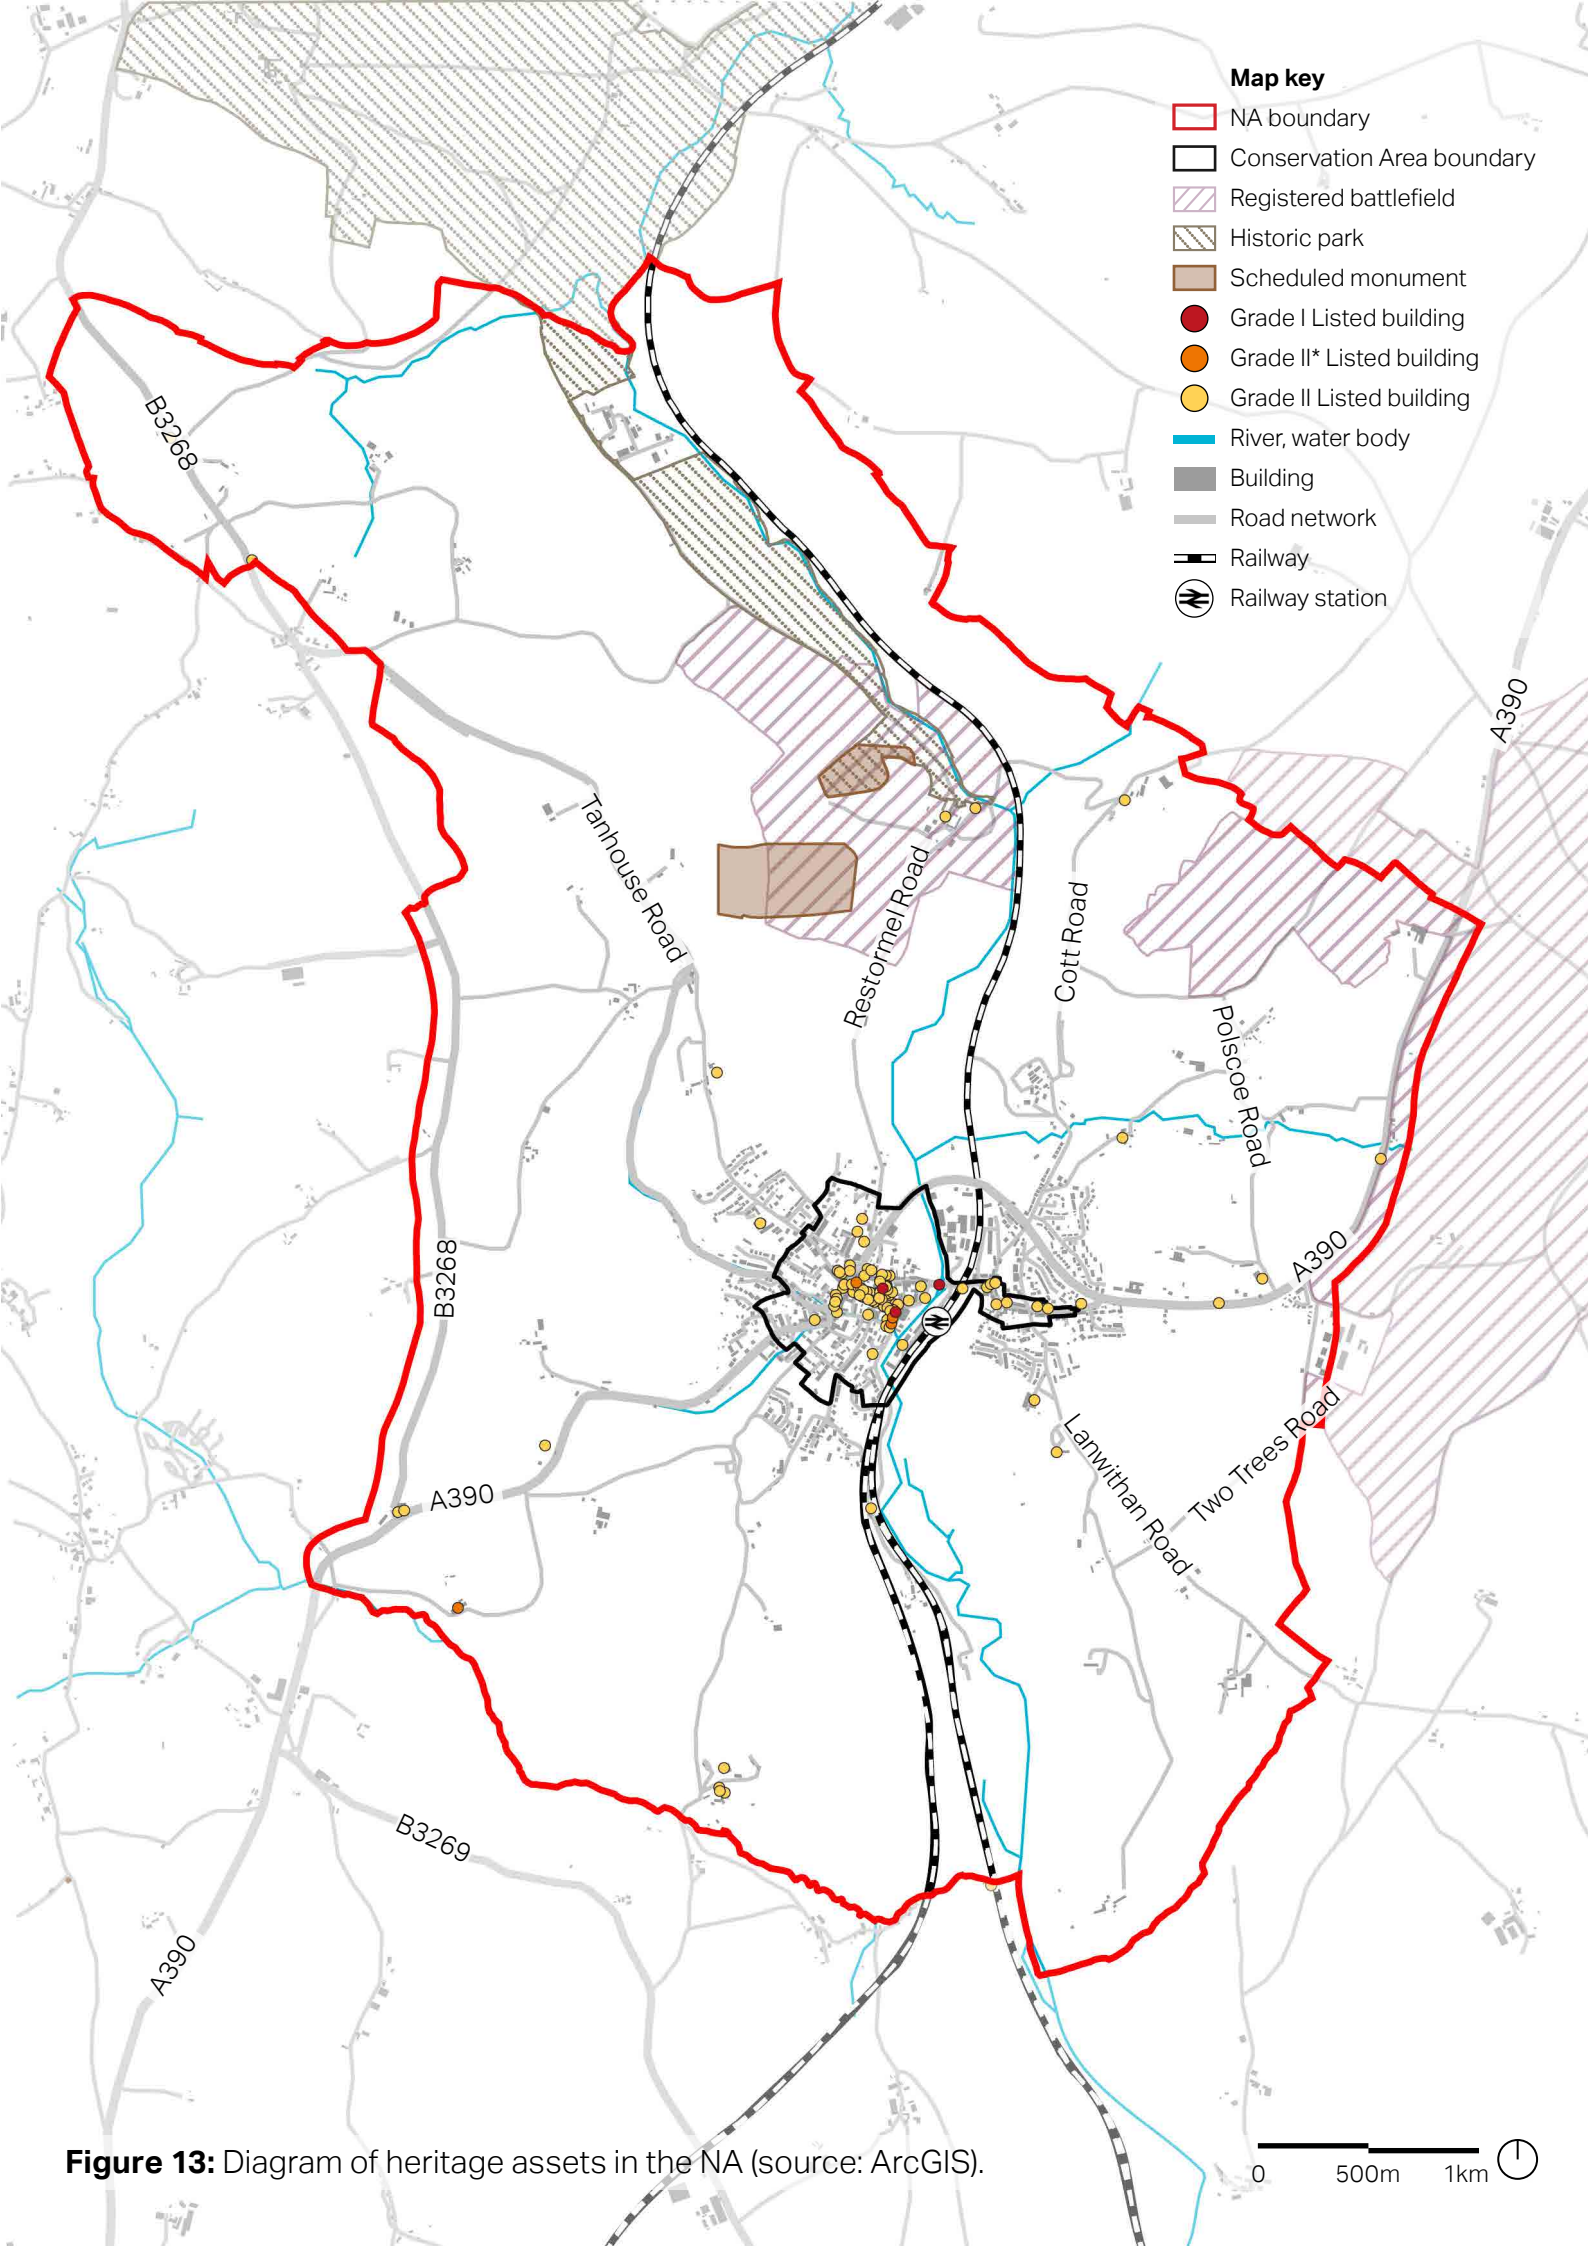 Map key
NA boundary
Conservation Area boundary
Registered battlefield
Historic park
Scheduled monument
Grade I Listed building
Grade II* Listed building
Grade II Listed building
River, water body
Building
Road network
Railway
Railway station
B3268
A390
Tanhouse Road
Restormel Road
Cott Road
Polscoe Road
B3268
A390
Lanwithan Road
Two Trees Road
A390
B3269
A390
Figure 13: Diagram of heritage assets in the NA (source: ArcGIS).
0 500m 1km